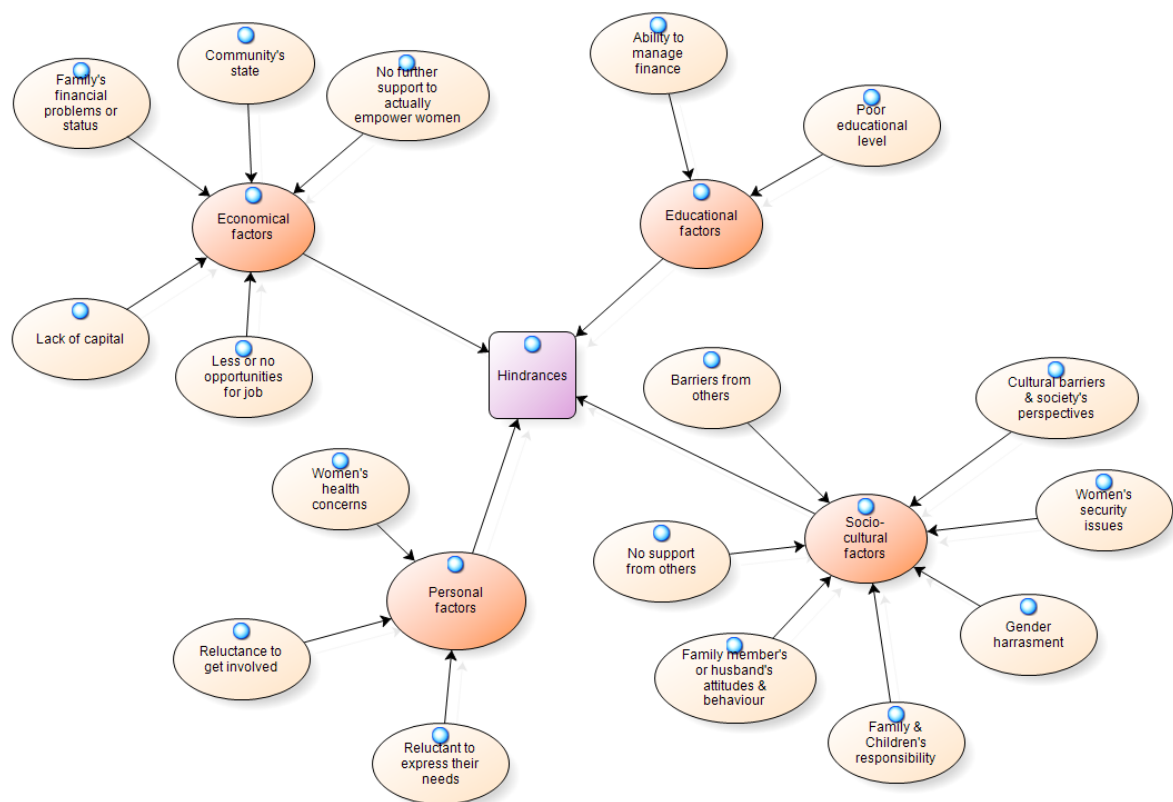 Community's
state
Family's
financial
problems or
status
No further
support to
actually
empower women
Economical
factors
Lack of capital
Less or no
opportunities
for job
Ability to
manage
finance
Poor
educational
level
Educational
factors
Hindrances
Women's
health
concerns
Personal
factors
Reluctance to
get involved
Reluctant to
express their
needs
Barriers from
others
Cultural barriers
& society's
perspectives
Women's
security
issues
Socio-
cultural
factors
No support
from others
Gender
harrasment
Family member's
or husband's
attitudes &
behaviour
Family &
Children's
responsibility